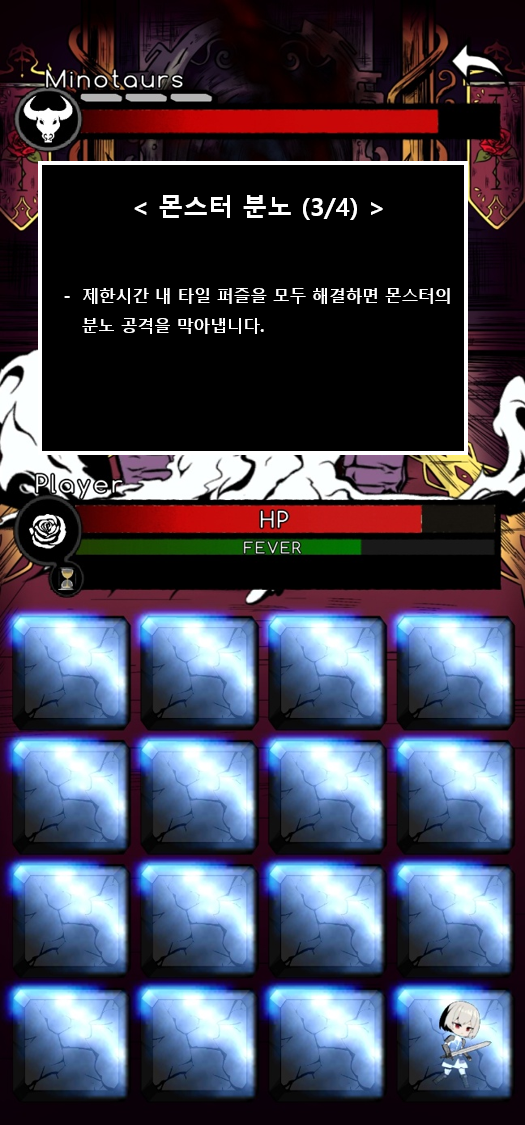 Minotaurs
< 몬스터 분노 (3/4) >
- 제한시간 내 타일 퍼즐을 모두 해결하면 몬스터의
분노 공격을 막아냅니다.
Player
HP
FEVER